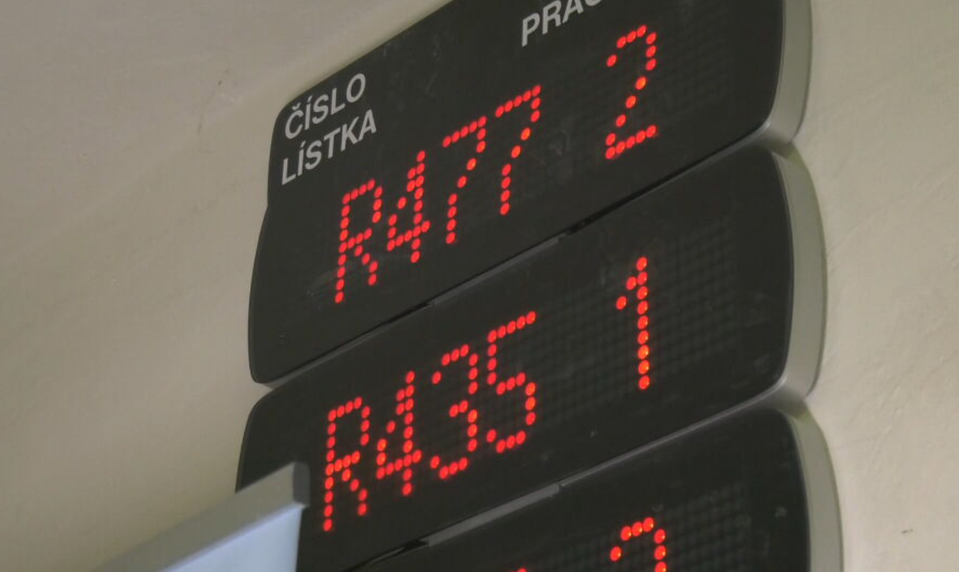 ČÍSLO
LÍSTKA
R477 2
R435 1